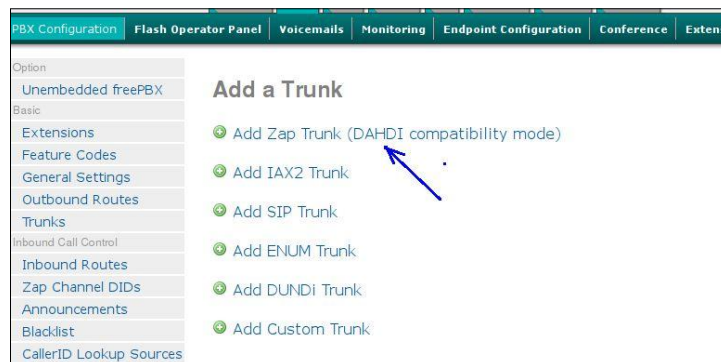 PBX Configuration Flash Operator Panel Voicemails Monitoring Endpoint Configuration Conference
Option
Unembedded freePBX
Basic
Extensions
Feature Codes
General Settings
Outbound Routes
Trunks
Inbound Call Control
Inbound Routes
Zap Channel DIDs
Announcements
Blacklist
CallerID Lookup Sources
Add a Trunk
Add Zap Trunk (DAHDI compatibility mode)
Add IAX2 Trunk
Add SIP Trunk
Add ENUM Trunk
Add DUNDi Trunk
Add Custom Trunk